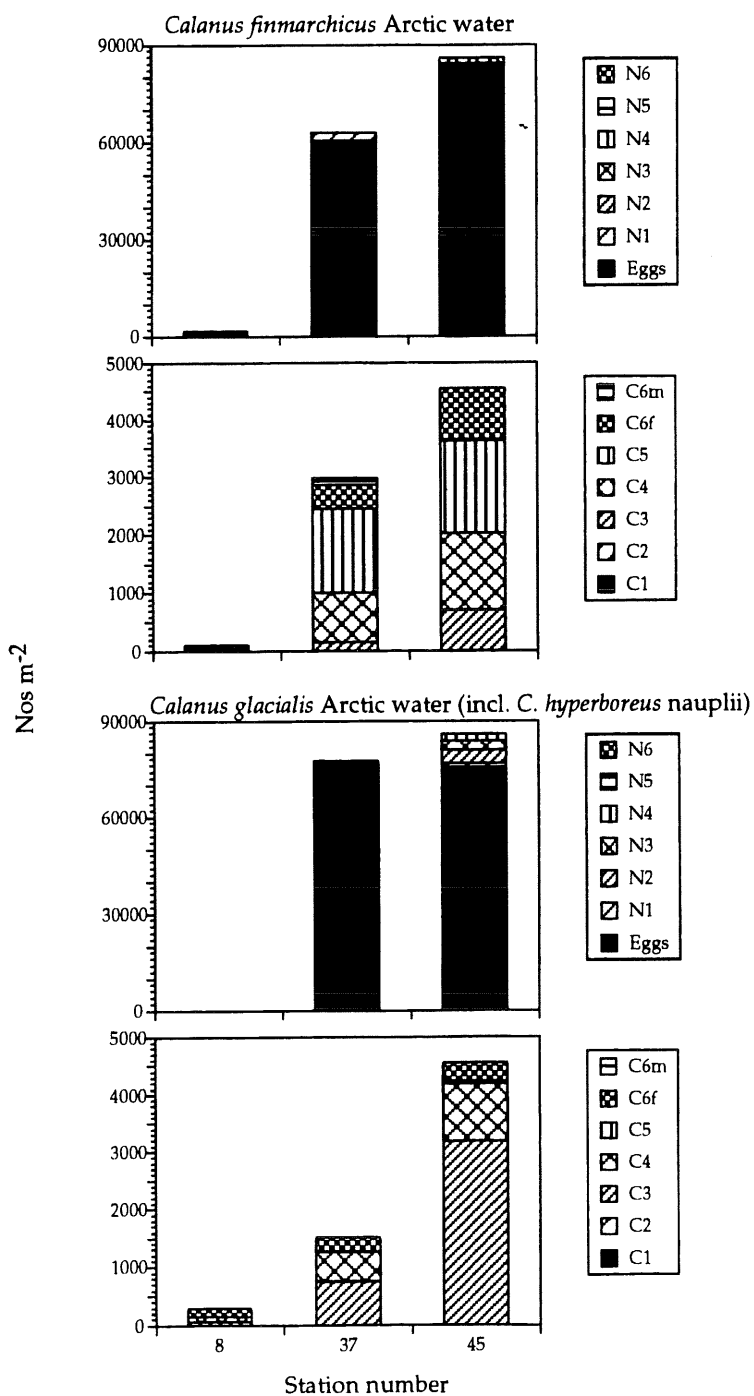 Calanus finmarchicus Arctic water
90000
60000
30000
0
N6
N5
N4
N3
N2
N1
Eggs
5000
4000
3000
2000
1000
0
C6m
C6f
C5
C4
C3
C2
C1
Nos m-2
Calanus glacialis Arctic water (incl. C. hyperboreus nauplii)
90000
60000
30000
0
N6
N5
N4
N3
N2
N1
Eggs
5000
4000
3000
2000
1000
0
C6m
C6f
C5
C4
C3
C2
C1
8 37 45
Station number